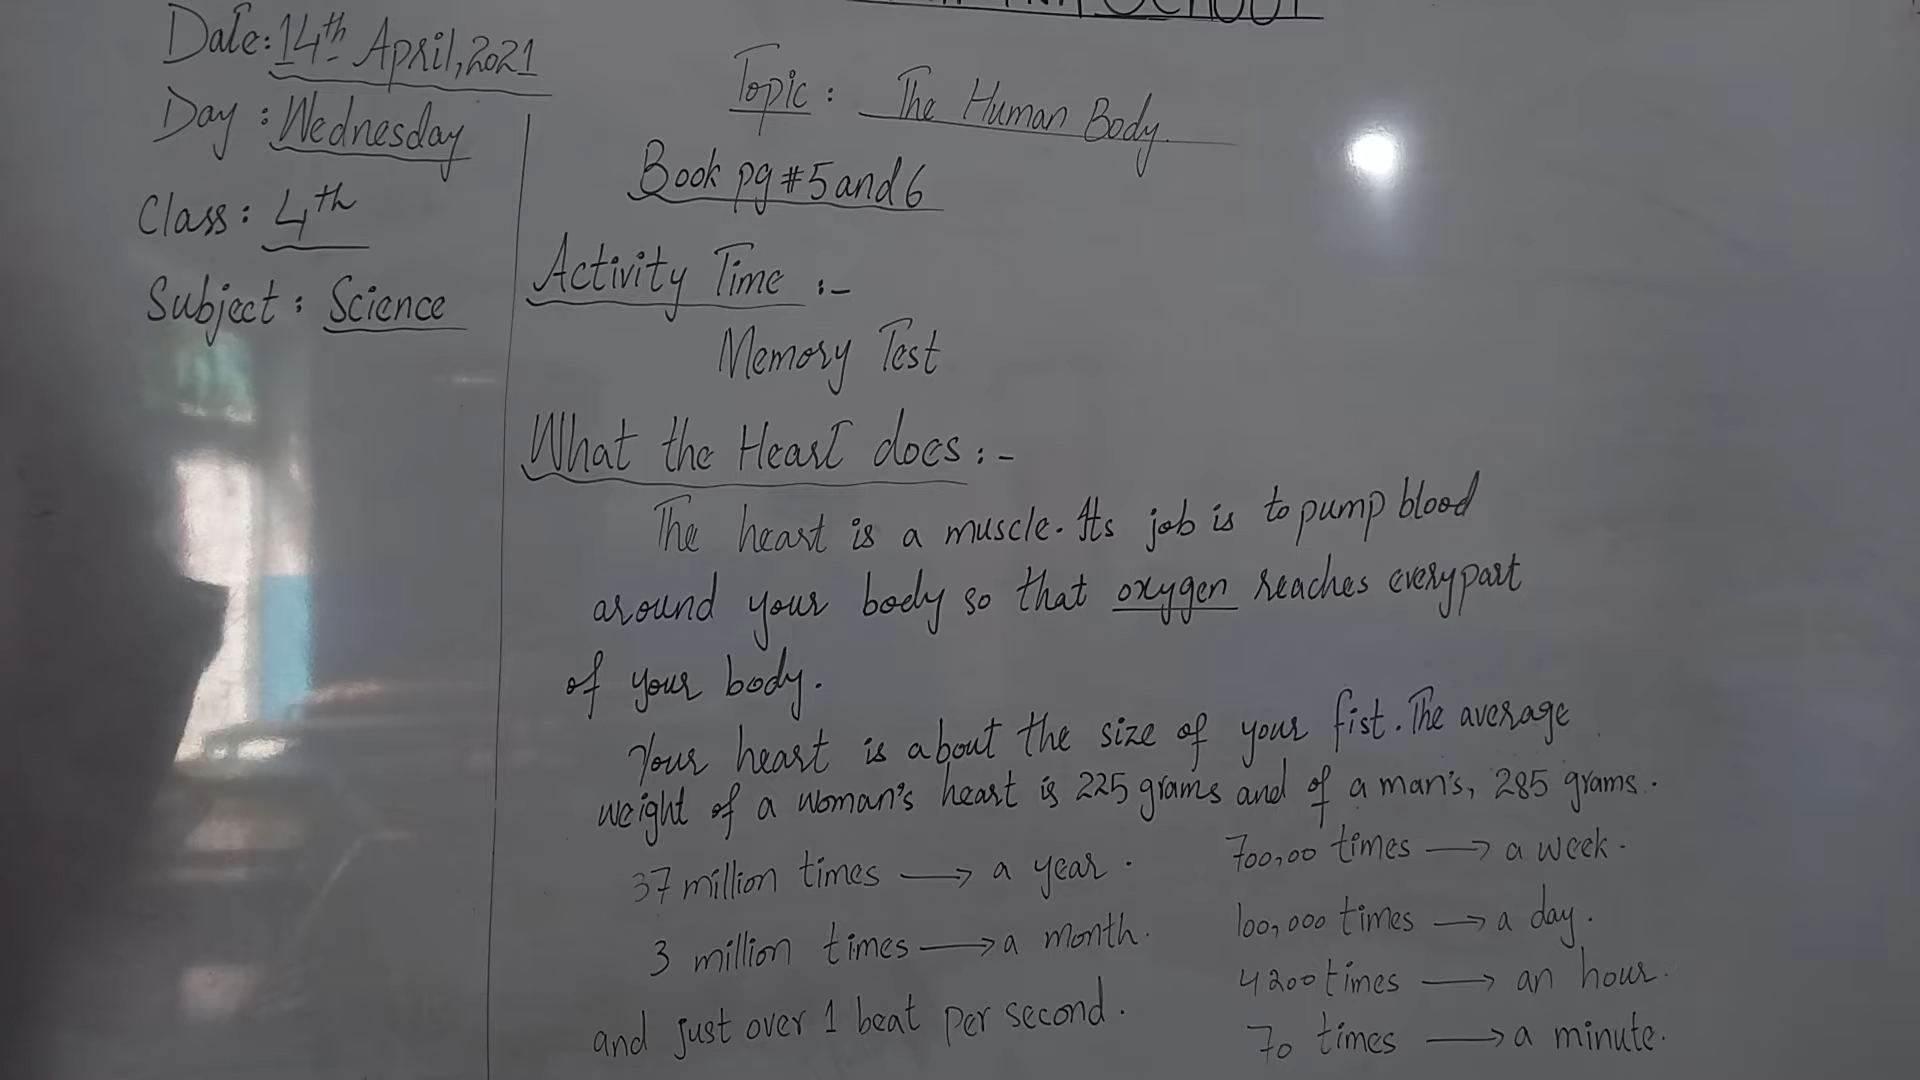 SCHOOL
Date: 14th April, 2021
Day : Wednesday
Class: 4th
Subject : Science
Topic : The Human Body.
Book pg # 5 and 6
Activity Time :-
Memory Test
What the Heart does :-
The heart is a muscle. Its job is to pump blood
around your body so that oxygen reaches every part
of your body.
Your heart is about the size of your fist. The average
weight of a woman's heart is 225 grams and of a man's, 285 grams.
37 million times → a year.
3 million times → a month.
and just over 1 beat per second.
700,00 times → a week.
100,000 times → a day.
4200 times → an hour.
70 times → a minute.